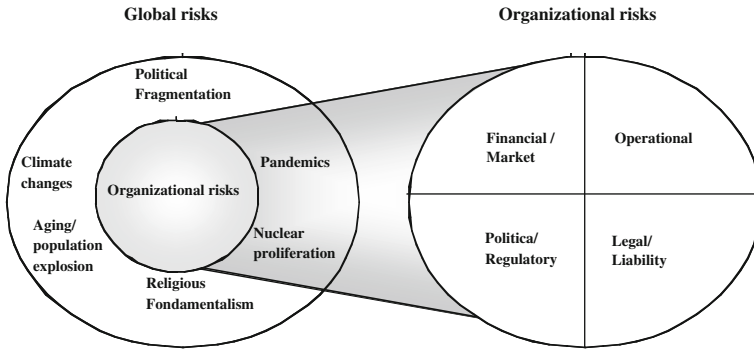 Global risks
Organizational risks
Political
Fragmentation
Climate
changes
Pandemics
Organizational risks
Aging/
population
explosion
Nuclear
proliferation
Religious
Fondamentalism
Financial /
Market
Operational
Politica/
Regulatory
Legal/
Liability